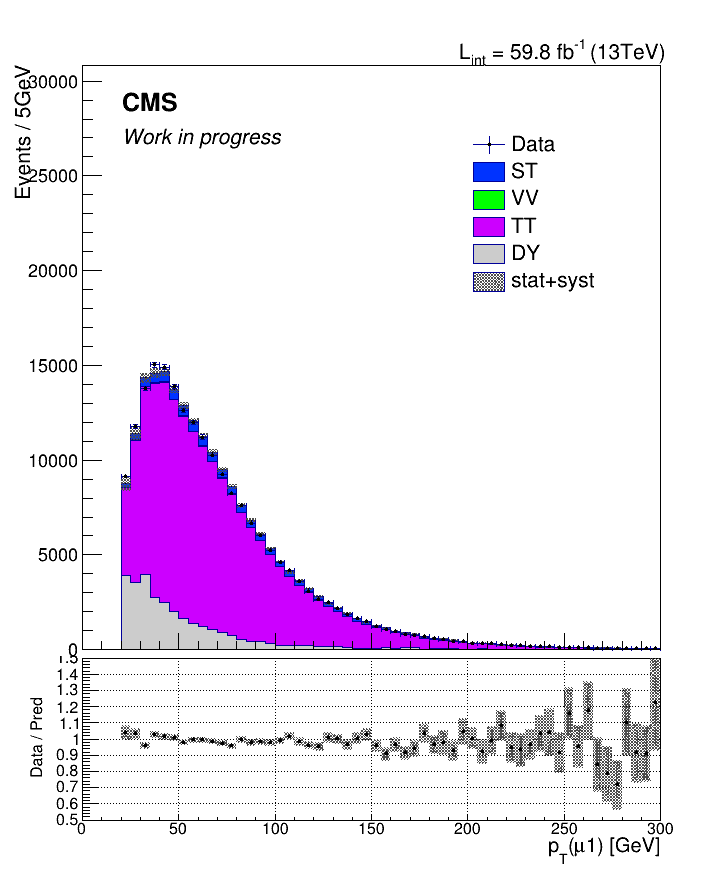 L_int = 59.8 fb^-1 (13TeV)
Events / 5GeV
30000
25000
20000
15000
10000
5000
0
CMS
Work in progress
Data
ST
VV
TT
DY
stat+syst
Data / Pred
1.5
1.4
1.3
1.2
1.1
1
0.9
0.8
0.7
0.6
0.5
0 50 100 150 200 250 300
p_T(μ1) [GeV]